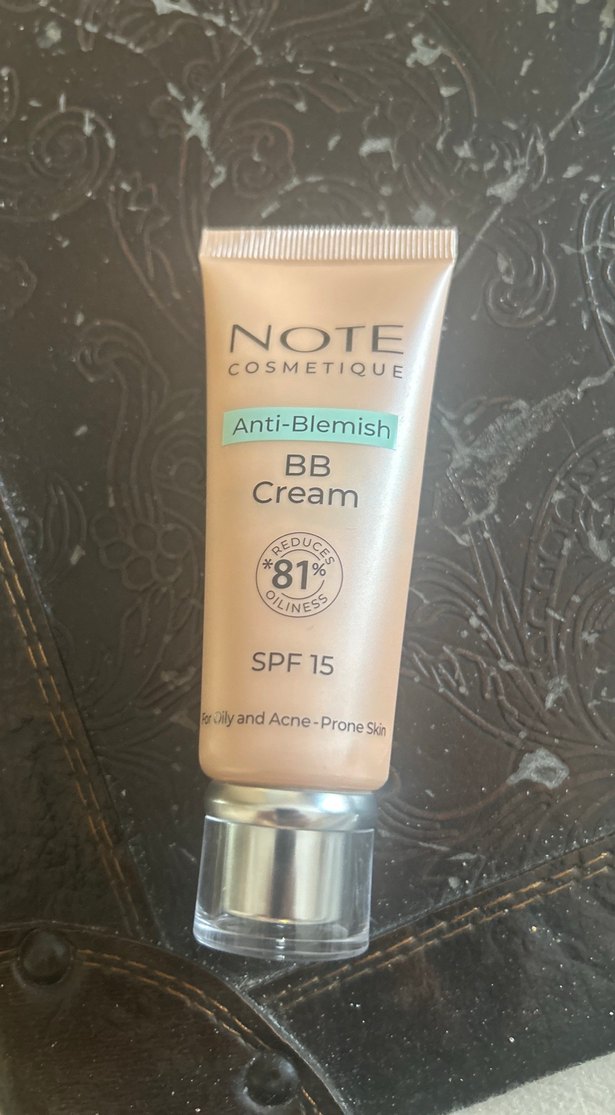 NOTE
COSMETIQUE
Anti-Blemish
BB
Cream
REDUCES
*81%
OILINESS
SPF 15
For Oily and Acne-Prone Skin